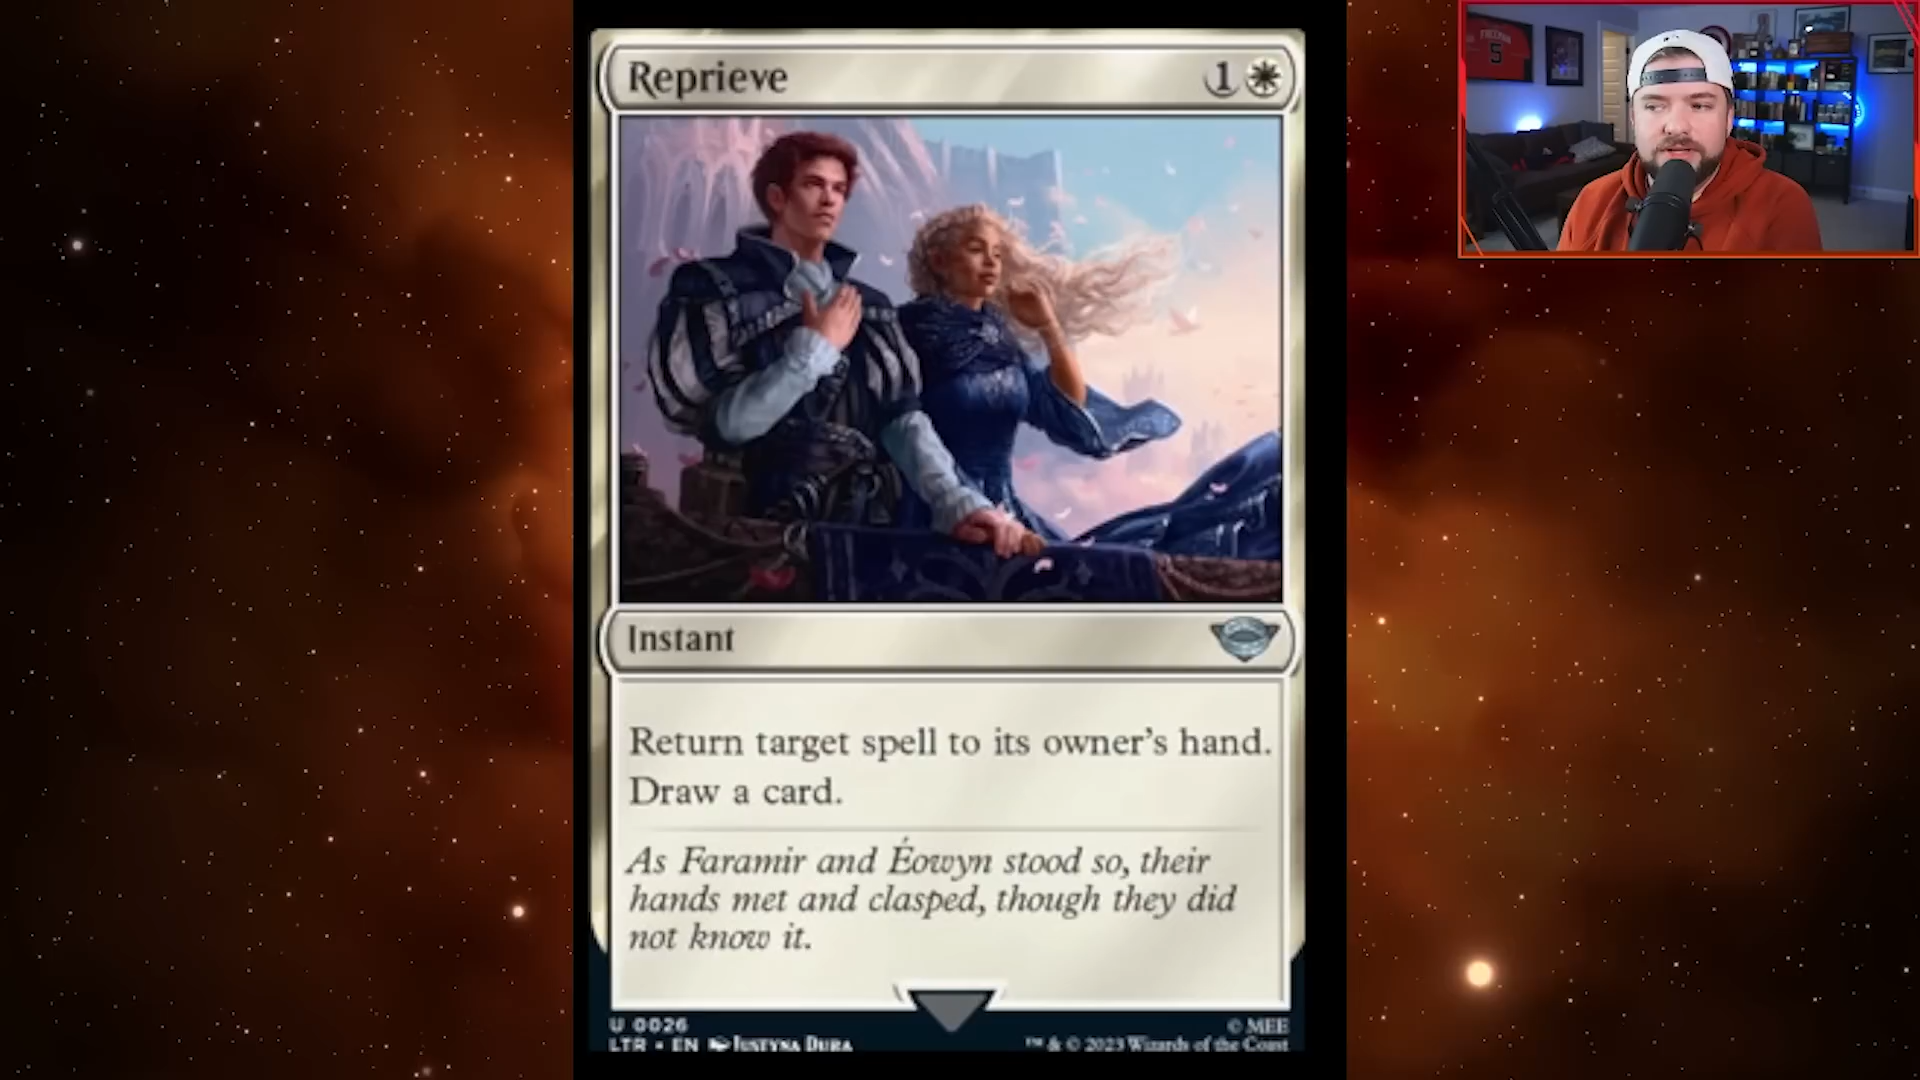 Reprieve
1
FREEMAN
5
Instant
Return target spell to its owner's hand.
Draw a card.
As Faramir and Éowyn stood so, their
hands met and clasped, though they did
not know it.
U 0026
© MEE
LTR • EN Justyna Dura
™ & © 2023 Wizards of the Coast